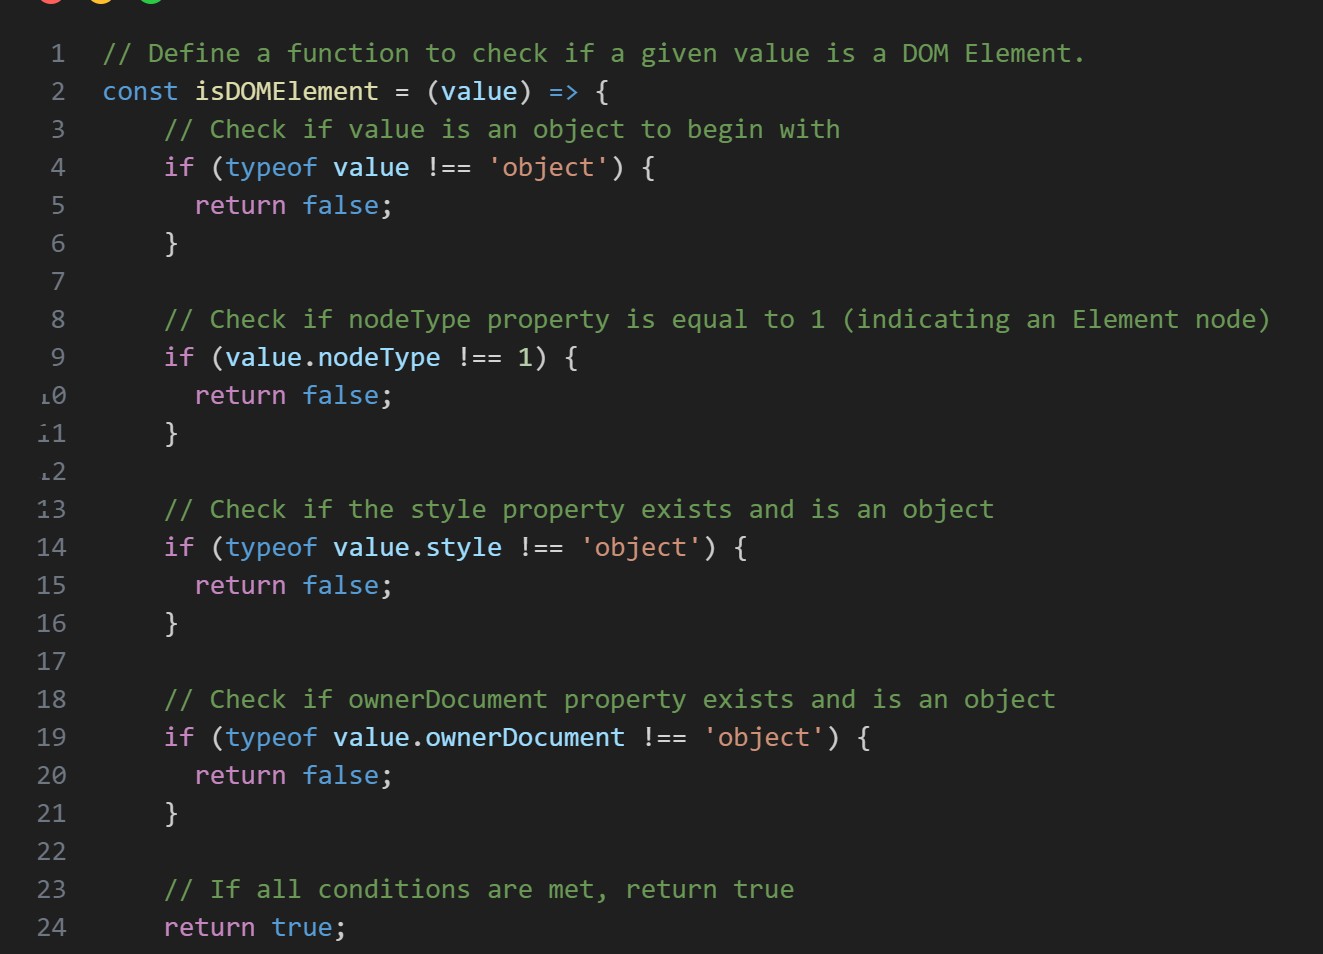 1 // Define a function to check if a given value is a DOM Element.
2 const isDOMElement = (value) => {
3     // Check if value is an object to begin with
4     if (typeof value !== 'object') {
5       return false;
6     }
7
8     // Check if nodeType property is equal to 1 (indicating an Element node)
9     if (value.nodeType !== 1) {
10       return false;
11     }
12
13     // Check if the style property exists and is an object
14     if (typeof value.style !== 'object') {
15       return false;
16     }
17
18     // Check if ownerDocument property exists and is an object
19     if (typeof value.ownerDocument !== 'object') {
20       return false;
21     }
22
23     // If all conditions are met, return true
24     return true;